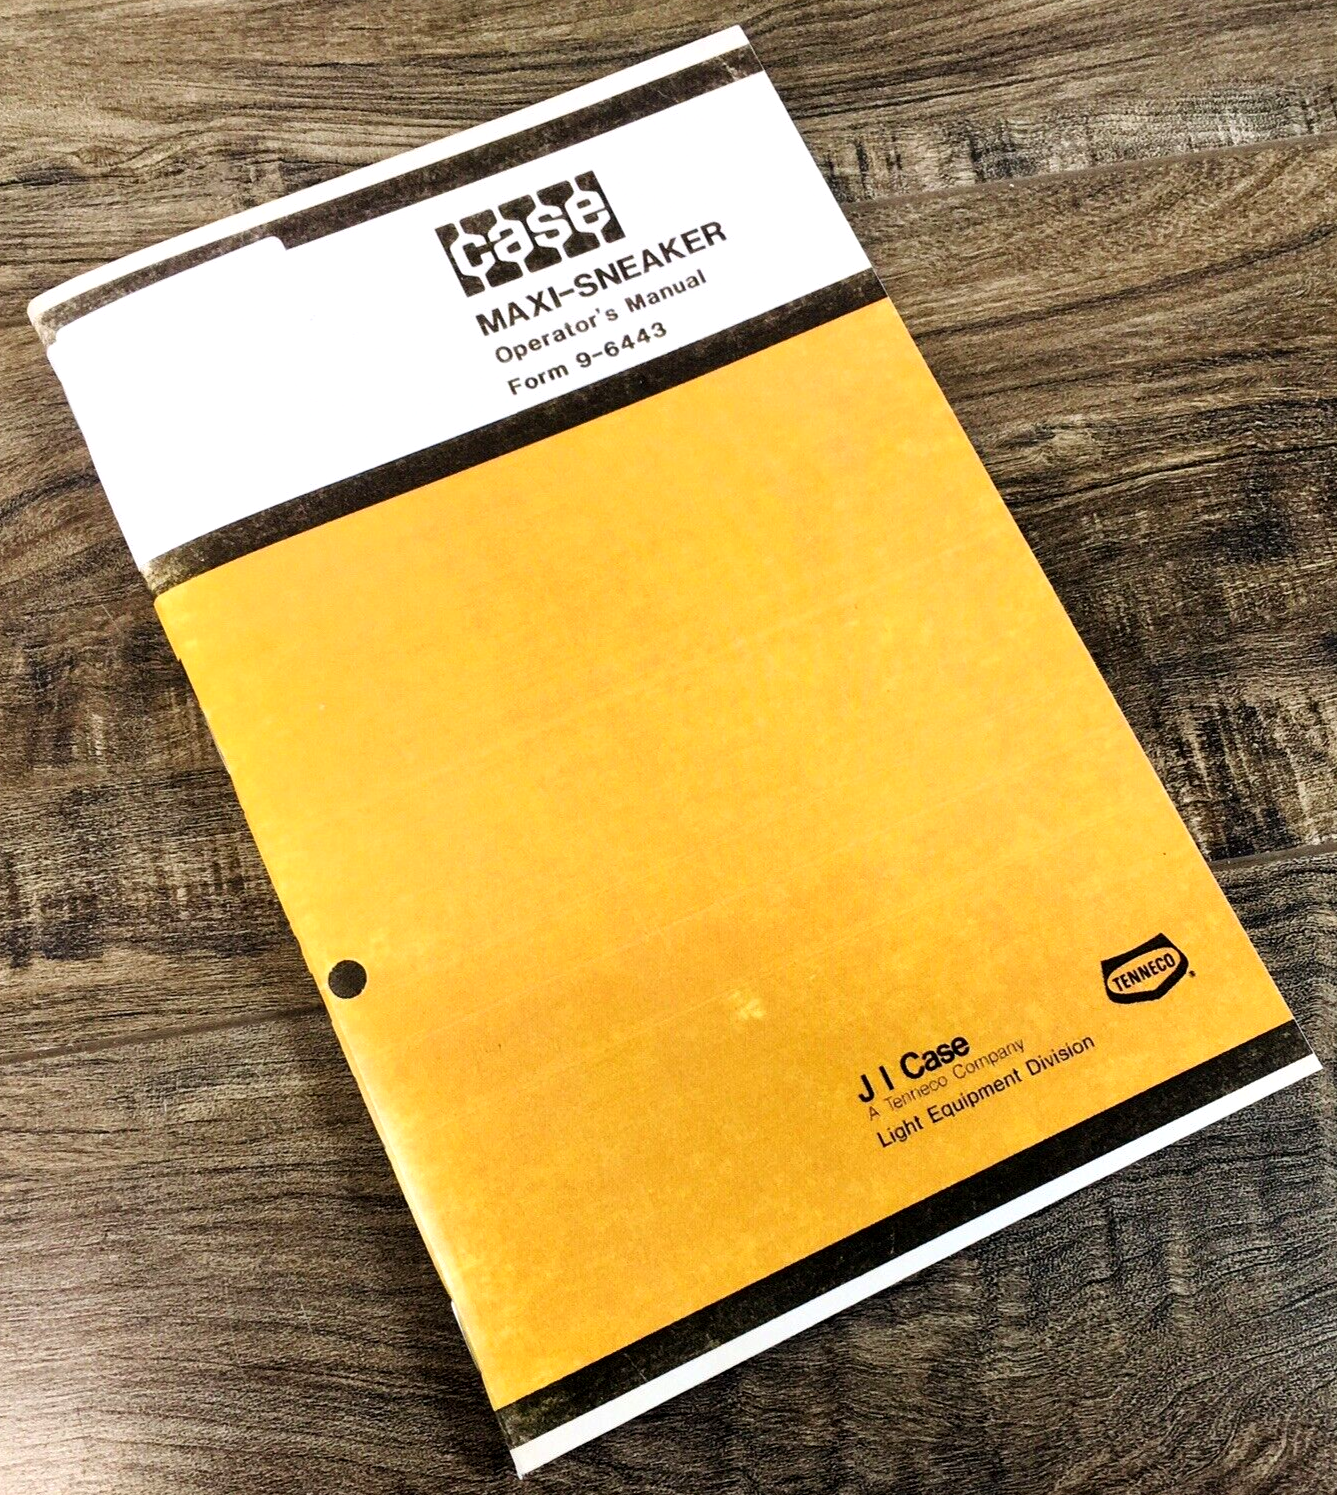 case
MAXI-SNEAKER
Operator's Manual
Form 9-6443
TENNECO®
J I Case
A Tenneco Company
Light Equipment Division